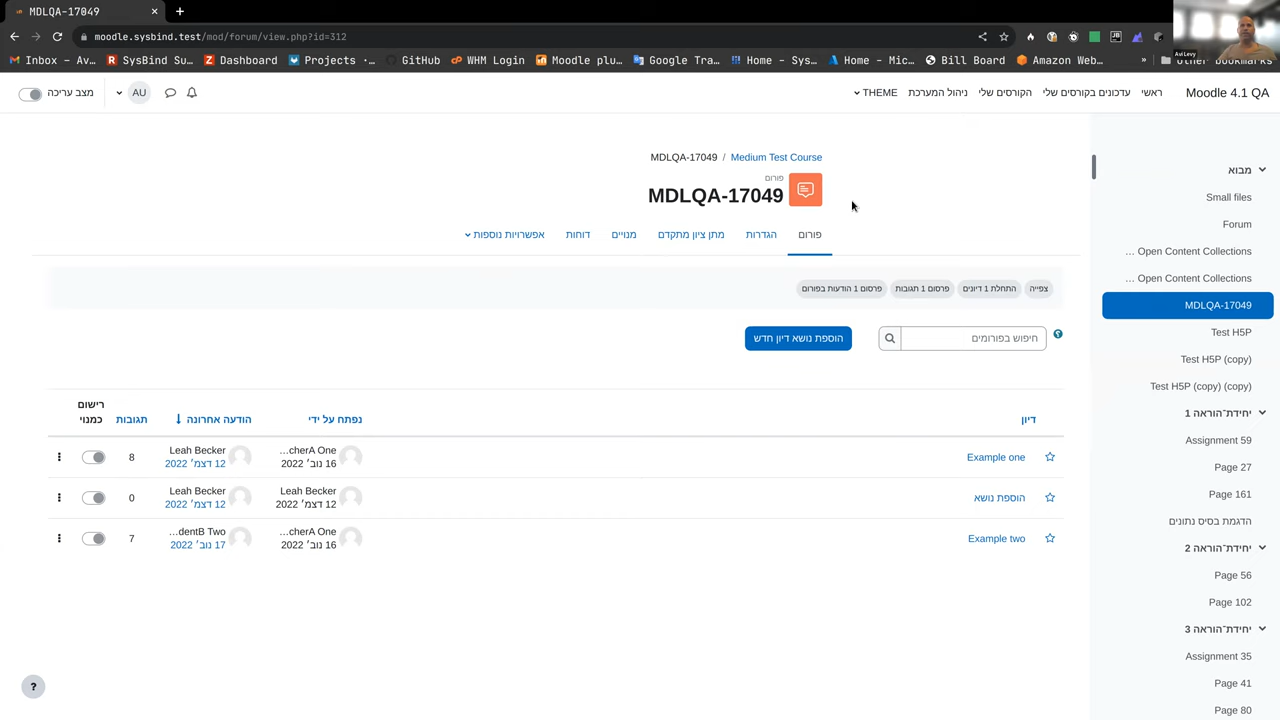 MDLQA-17049
moodle.sysbind.test/mod/forum/view.php?id=312
Inbox - Av...
SysBind Su...
Dashboard
Projects - ...
GitHub
WHM Login
Moodle plu...
Google Tra...
Home - Sys...
Home - Mic...
Bill Board
Amazon Web...
»
Other bookmarks
Avi Levy
Moodle 4.1 QA
ראשי
עדכונים בקורסים שלי
הקורסים שלי
ניהול המערכת
THEME
AU
מצב עריכה
Medium Test Course / MDLQA-17049
פורום
MDLQA-17049
פורום
הגדרות
מתן ציון מתקדם
מנויים
דוחות
אפשרויות נוספות
צפייה
התחלת 1 דיונים
פרסום 1 תגובות
פרסום 1 הודעות בפורום
חיפוש בפורומים
הוספת נושא דיון חדש
דיון
נפתח על ידי
הודעה אחרונה
תגובות
רישום
כמנוי
Example one
...cherA One
16 נוב׳ 2022
Leah Becker
12 דצמ׳ 2022
8
הוספת נושא
Leah Becker
12 דצמ׳ 2022
Leah Becker
12 דצמ׳ 2022
0
Example two
...cherA One
16 נוב׳ 2022
...dentB Two
17 נוב׳ 2022
7
מבוא
Small files
Forum
... Open Content Collections
... Open Content Collections
MDLQA-17049
Test H5P
Test H5P (copy)
Test H5P (copy) (copy)
יחידת־הוראה 1
Assignment 59
Page 27
Page 161
הדגמת בסיס נתונים
יחידת־הוראה 2
Page 56
Page 102
יחידת־הוראה 3
Assignment 35
Page 41
Page 80
?